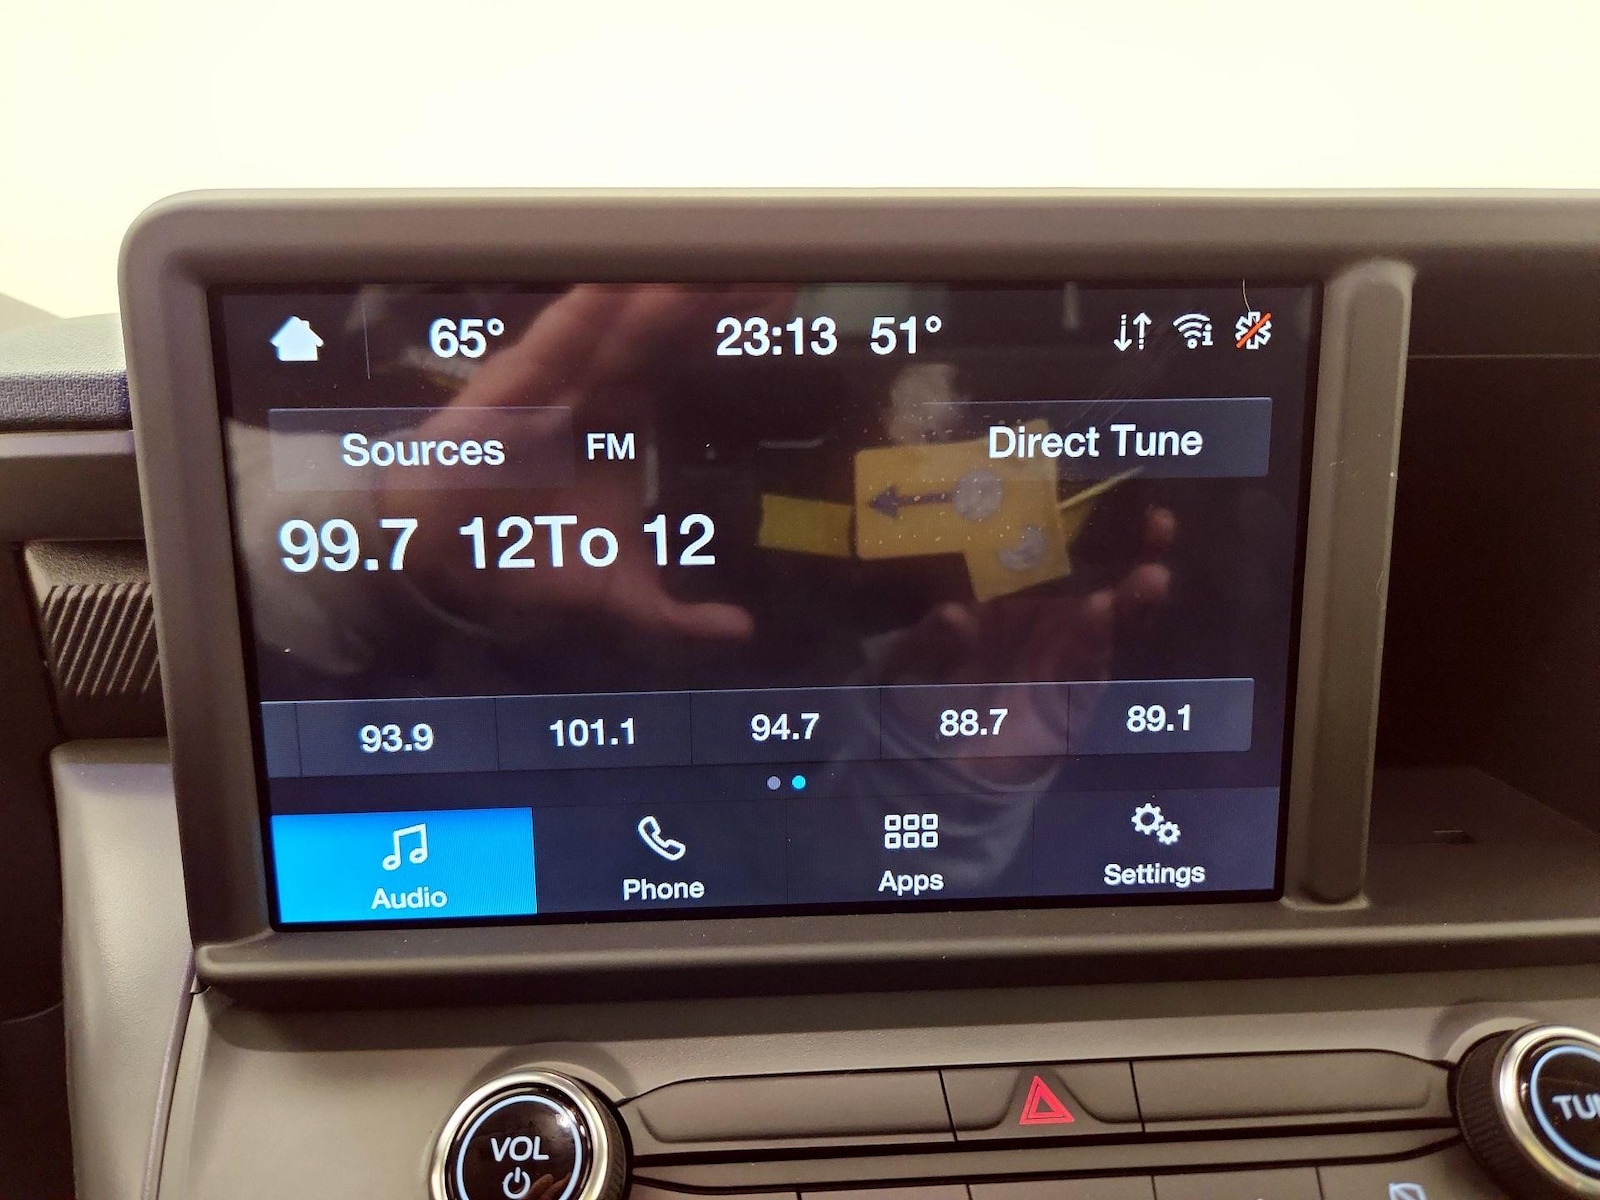 65° 23:13 51°
Sources FM Direct Tune
99.7 12To 12
93.9 101.1 94.7 88.7 89.1
Audio Phone Apps Settings
VOL